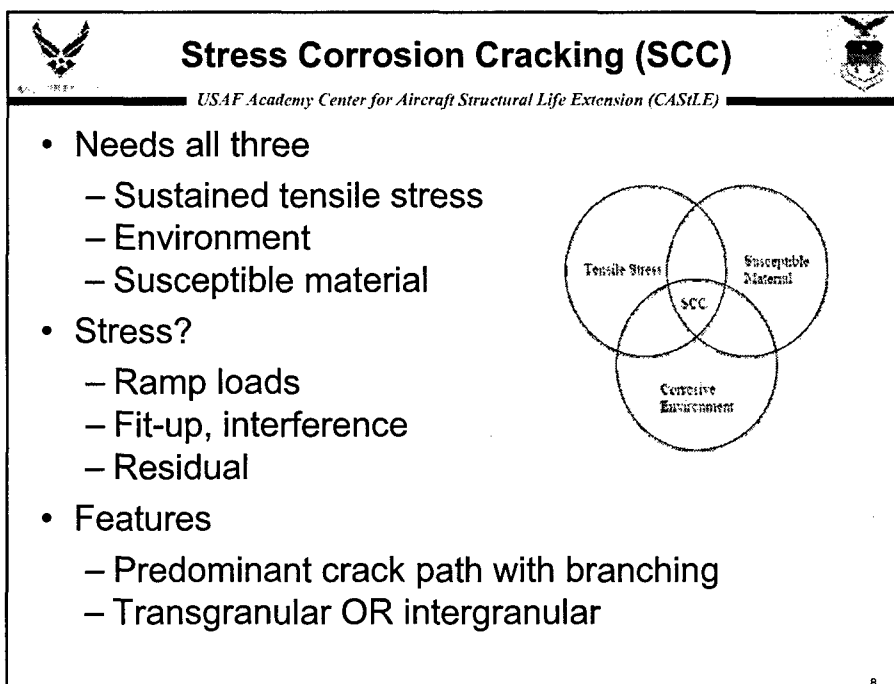 Stress Corrosion Cracking (SCC)
USAF Academy Center for Aircraft Structural Life Extension (CAStLE)
• Needs all three
– Sustained tensile stress
– Environment
– Susceptible material
• Stress?
– Ramp loads
– Fit-up, interference
– Residual
• Features
– Predominant crack path with branching
– Transgranular OR intergranular
Tensile Stress
Susceptible
Material
SCC
Corrosive
Environment
8